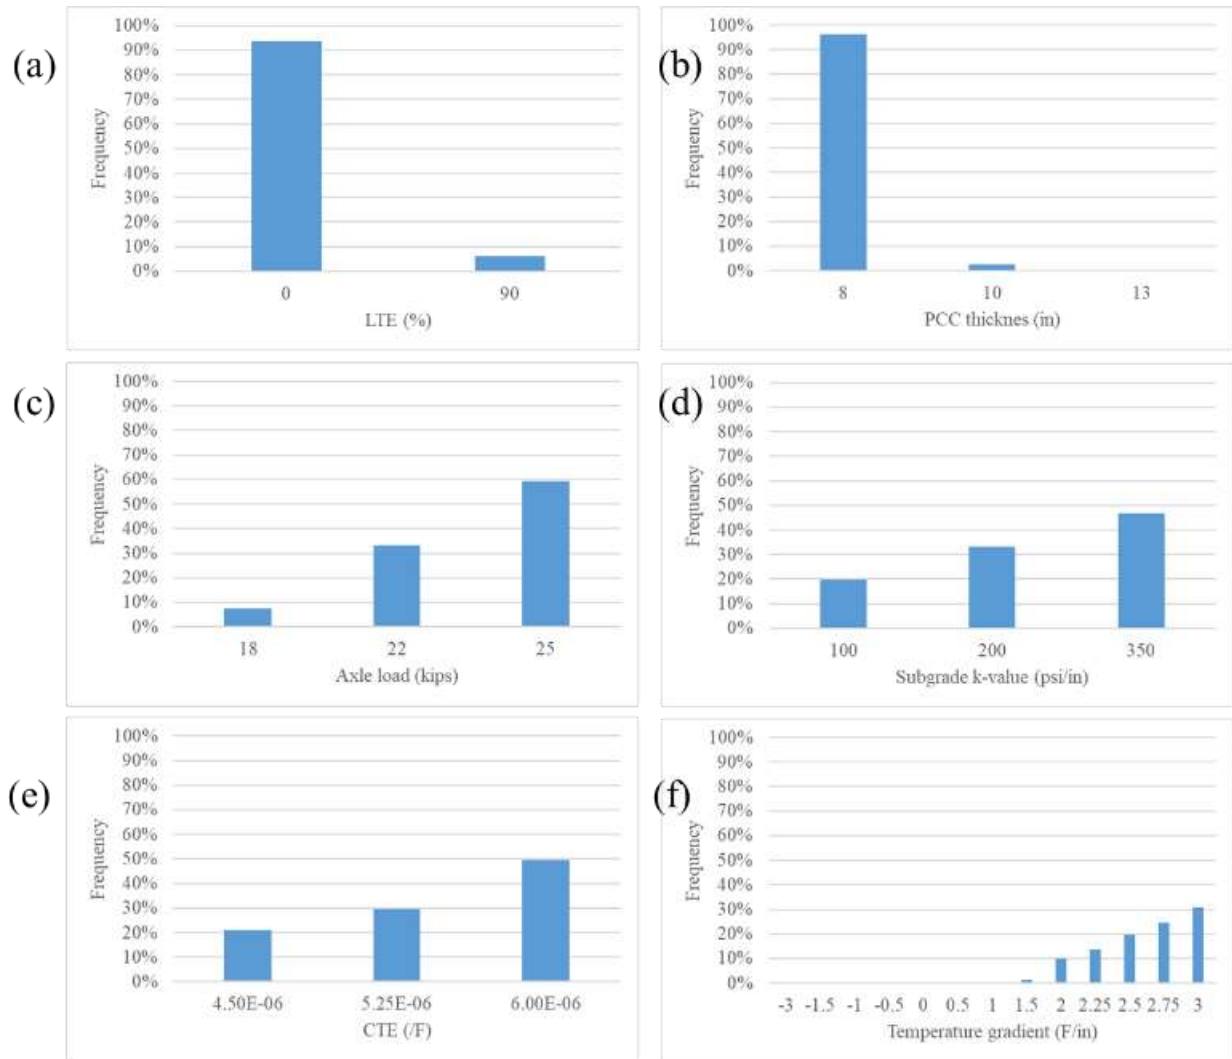 (a)
100%
90%
80%
70%
60%
50%
40%
30%
20%
10%
0%
Frequency
0 90
LTE (%)
(b)
100%
90%
80%
70%
60%
50%
40%
30%
20%
10%
0%
Frequency
8 10 13
PCC thicknes (in)
(c)
100%
90%
80%
70%
60%
50%
40%
30%
20%
10%
0%
Frequency
18 22 25
Axle load (kips)
(d)
100%
90%
80%
70%
60%
50%
40%
30%
20%
10%
0%
Frequency
100 200 350
Subgrade k-value (psi/in)
(e)
100%
90%
80%
70%
60%
50%
40%
30%
20%
10%
0%
Frequency
4.50E-06 5.25E-06 6.00E-06
CTE (/F)
(f)
100%
90%
80%
70%
60%
50%
40%
30%
20%
10%
0%
Frequency
-3 -1.5 -1 -0.5 0 0.5 1 1.5 2 2.25 2.5 2.75 3
Temperature gradient (F/in)